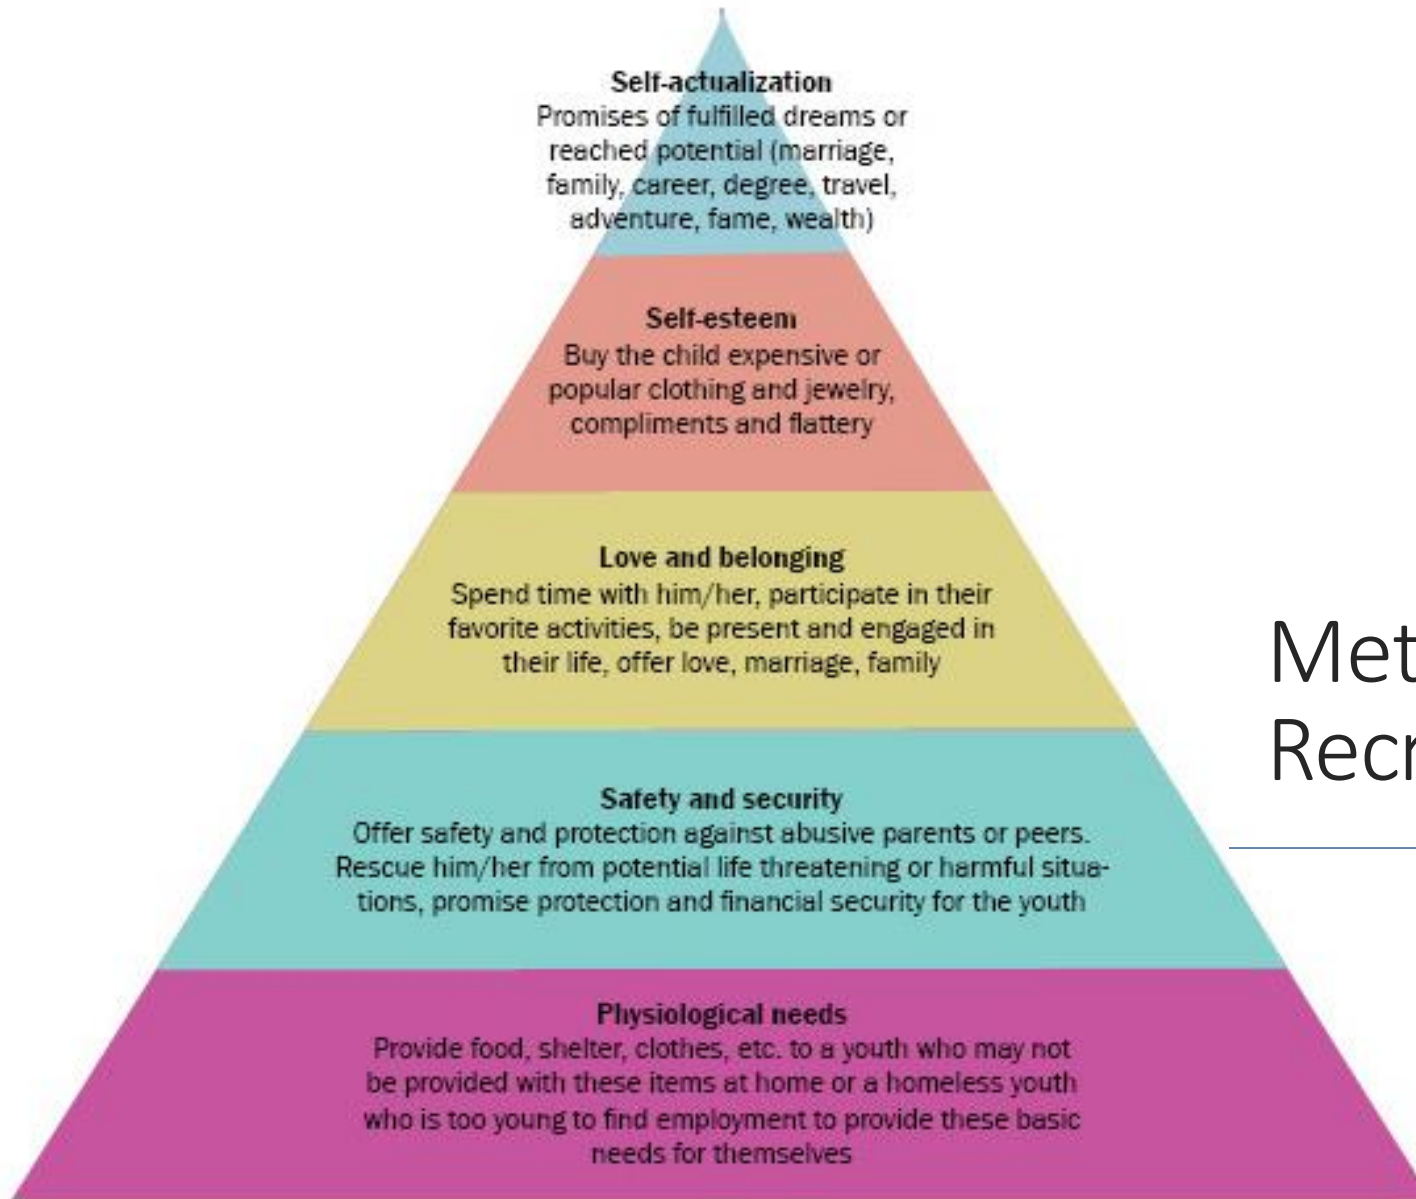 Self-actualization
Promises of fulfilled dreams or
reached potential (marriage,
family, career, degree, travel,
adventure, fame, wealth)
Self-esteem
Buy the child expensive or
popular clothing and jewelry,
compliments and flattery
Love and belonging
Spend time with him/her, participate in their
favorite activities, be present and engaged in
their life, offer love, marriage, family
Safety and security
Offer safety and protection against abusive parents or peers.
Rescue him/her from potential life threatening or harmful situa-
tions, promise protection and financial security for the youth
Physiological needs
Provide food, shelter, clothes, etc. to a youth who may not
be provided with these items at home or a homeless youth
who is too young to find employment to provide these basic
needs for themselves